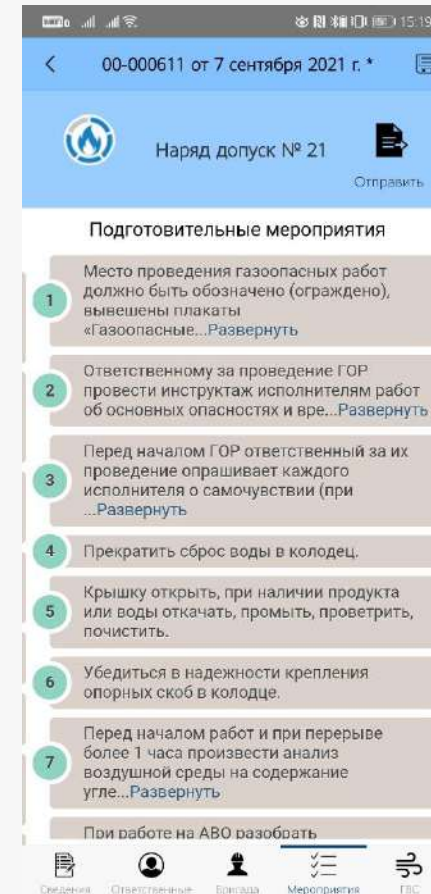 15:19
00-000611 от 7 сентября 2021 г. *
Наряд допуск № 21
Отправить
Подготовительные мероприятия
1
Место проведения газоопасных работ
должно быть обозначено (ограждено),
вывешены плакаты
«Газоопасные...Развернуть
2
Ответственному за проведение ГОР
провести инструктаж исполнителям работ
об основных опасностях и вре...Развернуть
3
Перед началом ГОР ответственный за их
проведение опрашивает каждого
исполнителя о самочувствии (при
...Развернуть
4
Прекратить сброс воды в колодец.
5
Крышку открыть, при наличии продукта
или воды откачать, промыть, проветрить,
почистить.
6
Убедиться в надежности крепления
опорных скоб в колодце.
7
Перед началом работ и при перерыве
более 1 часа произвести анализ
воздушной среды на содержание
угле...Развернуть
При работе на АВО разобрать
Сведения Ответственные Бригада Мероприятия ГВС